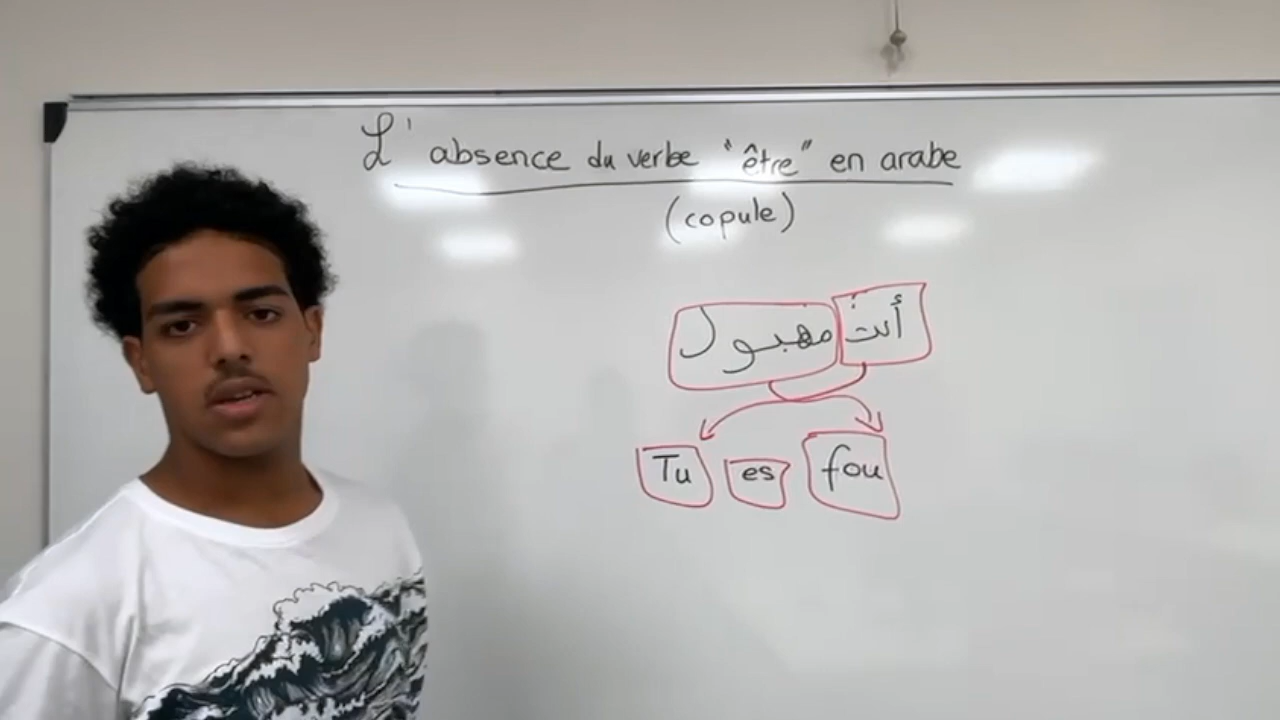 L'absence du verbe "être" en arabe
(copule)
أنت مهبول
Tu es fou